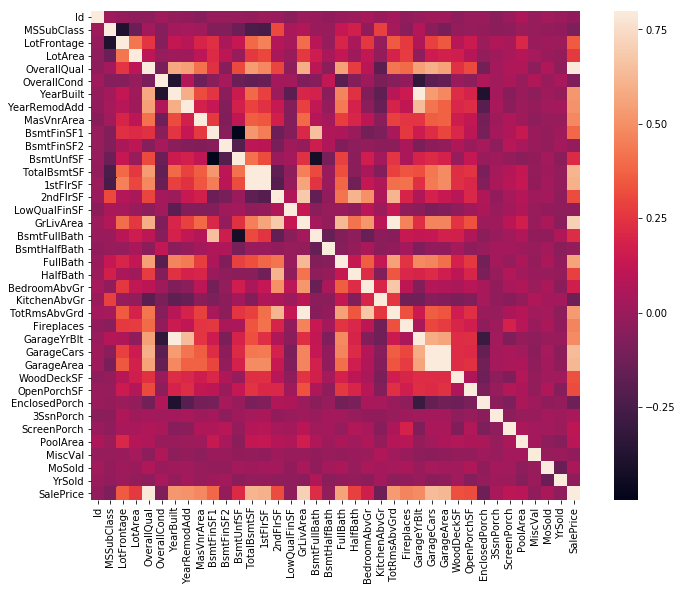 Id
MSSubClass
LotFrontage
LotArea
OverallQual
OverallCond
YearBuilt
YearRemodAdd
MasVnrArea
BsmtFinSF1
BsmtFinSF2
BsmtUnfSF
TotalBsmtSF
1stFlrSF
2ndFlrSF
LowQualFinSF
GrLivArea
BsmtFullBath
BsmtHalfBath
FullBath
HalfBath
BedroomAbvGr
KitchenAbvGr
TotRmsAbvGrd
Fireplaces
GarageYrBlt
GarageCars
GarageArea
WoodDeckSF
OpenPorchSF
EnclosedPorch
3SsnPorch
ScreenPorch
PoolArea
MiscVal
MoSold
YrSold
SalePrice
Id
MSSubClass
LotFrontage
LotArea
OverallQual
OverallCond
YearBuilt
YearRemodAdd
MasVnrArea
BsmtFinSF1
BsmtFinSF2
BsmtUnfSF
TotalBsmtSF
1stFlrSF
2ndFlrSF
LowQualFinSF
GrLivArea
BsmtFullBath
BsmtHalfBath
FullBath
HalfBath
BedroomAbvGr
KitchenAbvGr
TotRmsAbvGrd
Fireplaces
GarageYrBlt
GarageCars
GarageArea
WoodDeckSF
OpenPorchSF
EnclosedPorch
3SsnPorch
ScreenPorch
PoolArea
MiscVal
MoSold
YrSold
SalePrice
0.75
0.50
0.25
0.00
−0.25